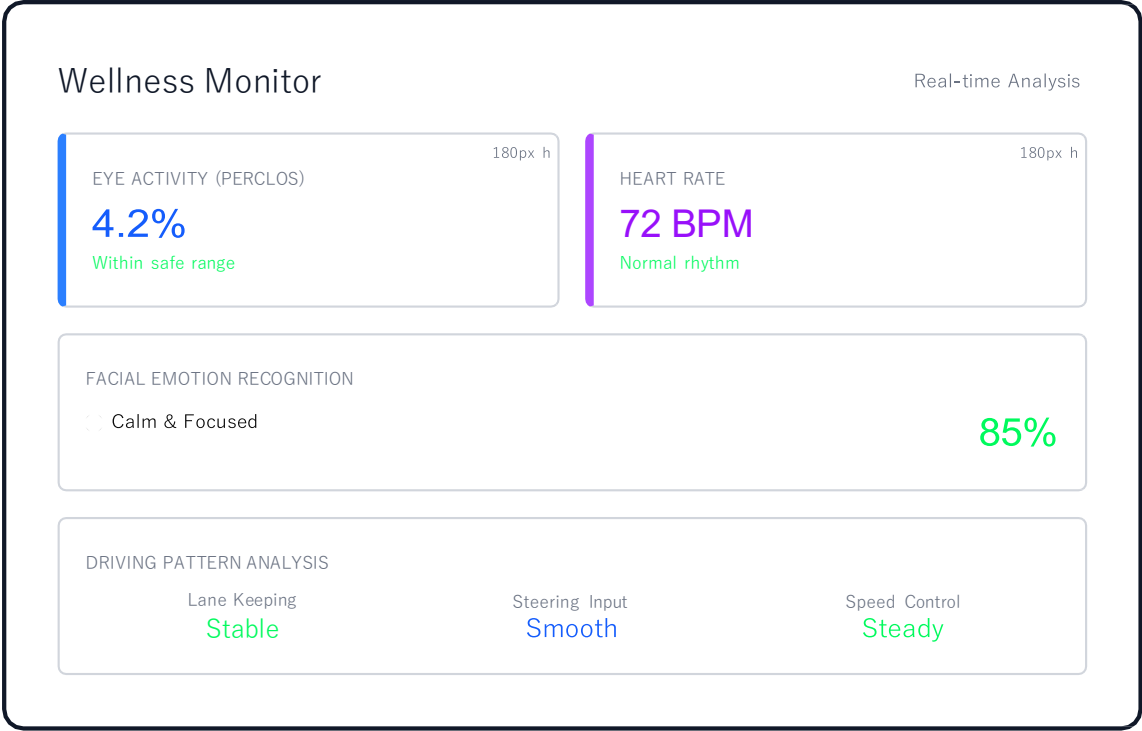 Wellness Monitor
Real-time Analysis
180px h
EYE ACTIVITY (PERCLOS)
4.2%
Within safe range
180px h
HEART RATE
72 BPM
Normal rhythm
FACIAL EMOTION RECOGNITION
Calm & Focused
85%
DRIVING PATTERN ANALYSIS
Lane Keeping
Stable
Steering Input
Smooth
Speed Control
Steady